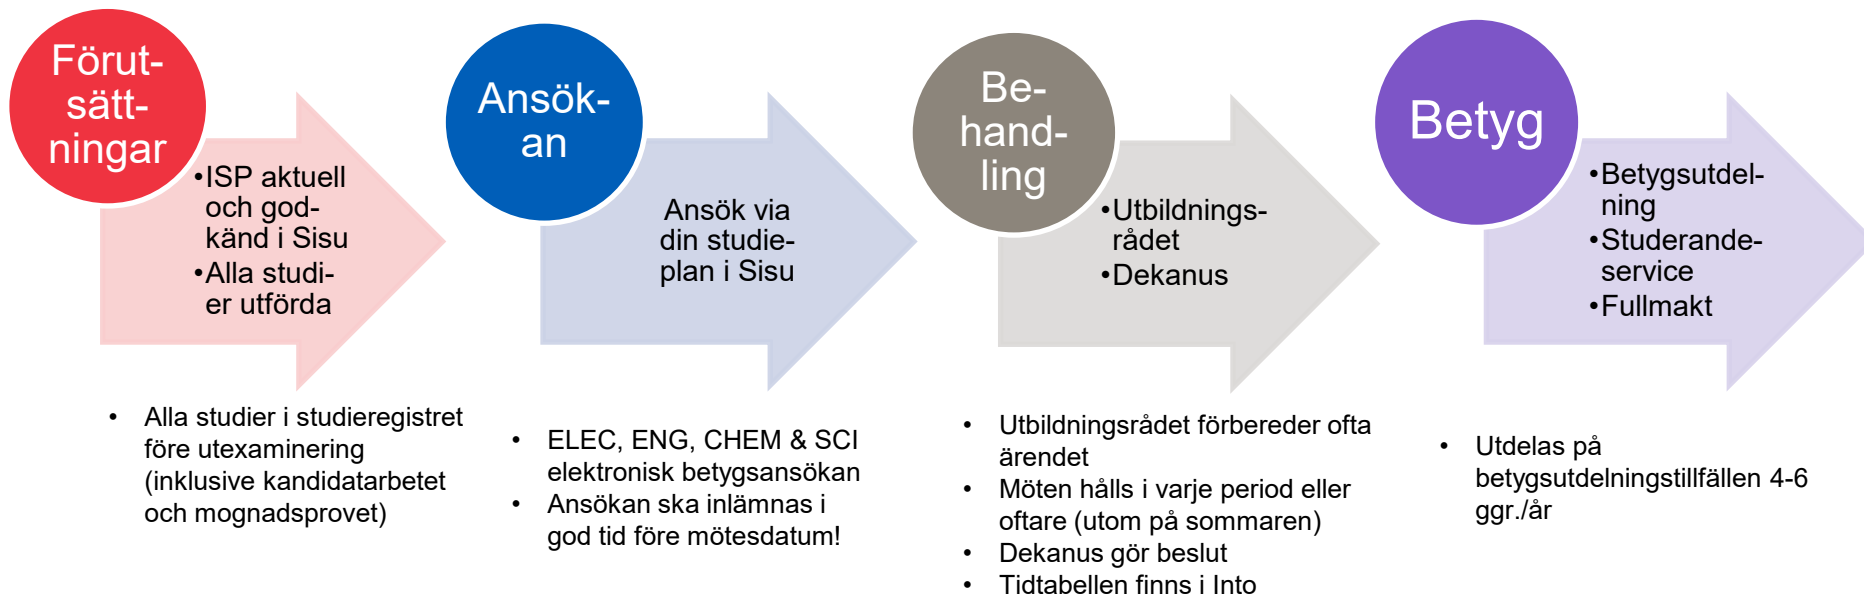 Förut-
sätt-
ningar
•ISP aktuell
och god-
känd i Sisu
•Alla studi-
er utförda
• Alla studier i studieregistret
före utexaminering
(inklusive kandidatarbetet
och mognadsprovet)
Ansök-
an
Ansök via
din studie-
plan i Sisu
• ELEC, ENG, CHEM & SCI
elektronisk betygsansökan
• Ansökan ska inlämnas i
god tid före mötesdatum!
Be-
hand-
ling
•Utbildnings-
rådet
•Dekanus
• Utbildningsrådet förbereder ofta
ärendet
• Möten hålls i varje period eller
oftare (utom på sommaren)
• Dekanus gör beslut
• Tidtabellen finns i Into
Betyg
•Betygsutdel-
ning
•Studerande-
service
•Fullmakt
• Utdelas på
betygsutdelningstillfällen 4-6
ggr./år